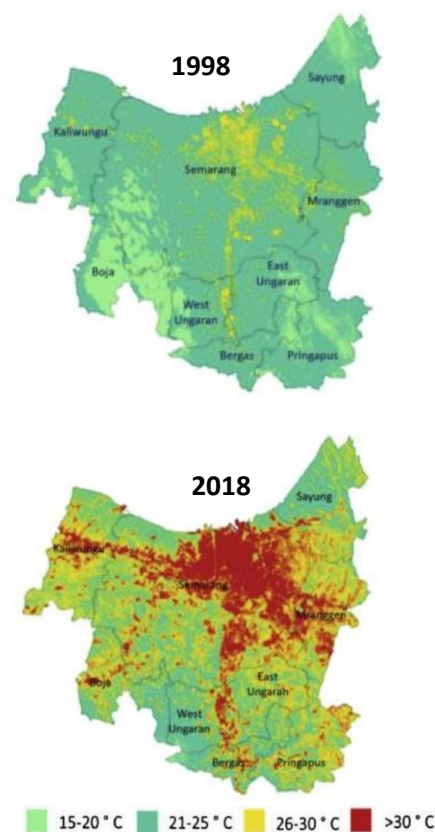 1998
Sayung
Kaliwungu
Semarang
Mranggen
Boja
East
Ungaran
West
Ungaran
Bergas
Pringapus
2018
Sayung
Kaliwungu
Semarang
Mranggen
Boja
East
Ungarah
West
Ungaran
Bergas
Pringapus
15-20 ° C
21-25 ° C
26-30 ° C
>30 ° C